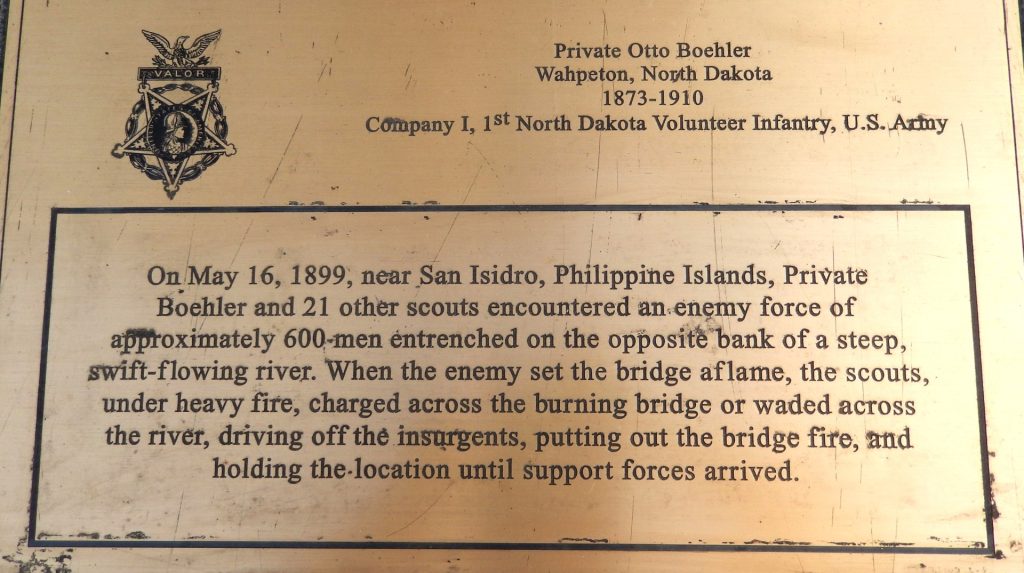 VALOR
Private Otto Boehler
Wahpeton, North Dakota
1873-1910
Company I, 1st North Dakota Volunteer Infantry, U.S. Army
On May 16, 1899, near San Isidro, Philippine Islands, Private
Boehler and 21 other scouts encountered an enemy force of
approximately 600 men entrenched on the opposite bank of a steep,
swift-flowing river. When the enemy set the bridge aflame, the scouts,
under heavy fire, charged across the burning bridge or waded across
the river, driving off the insurgents, putting out the bridge fire, and
holding the location until support forces arrived.